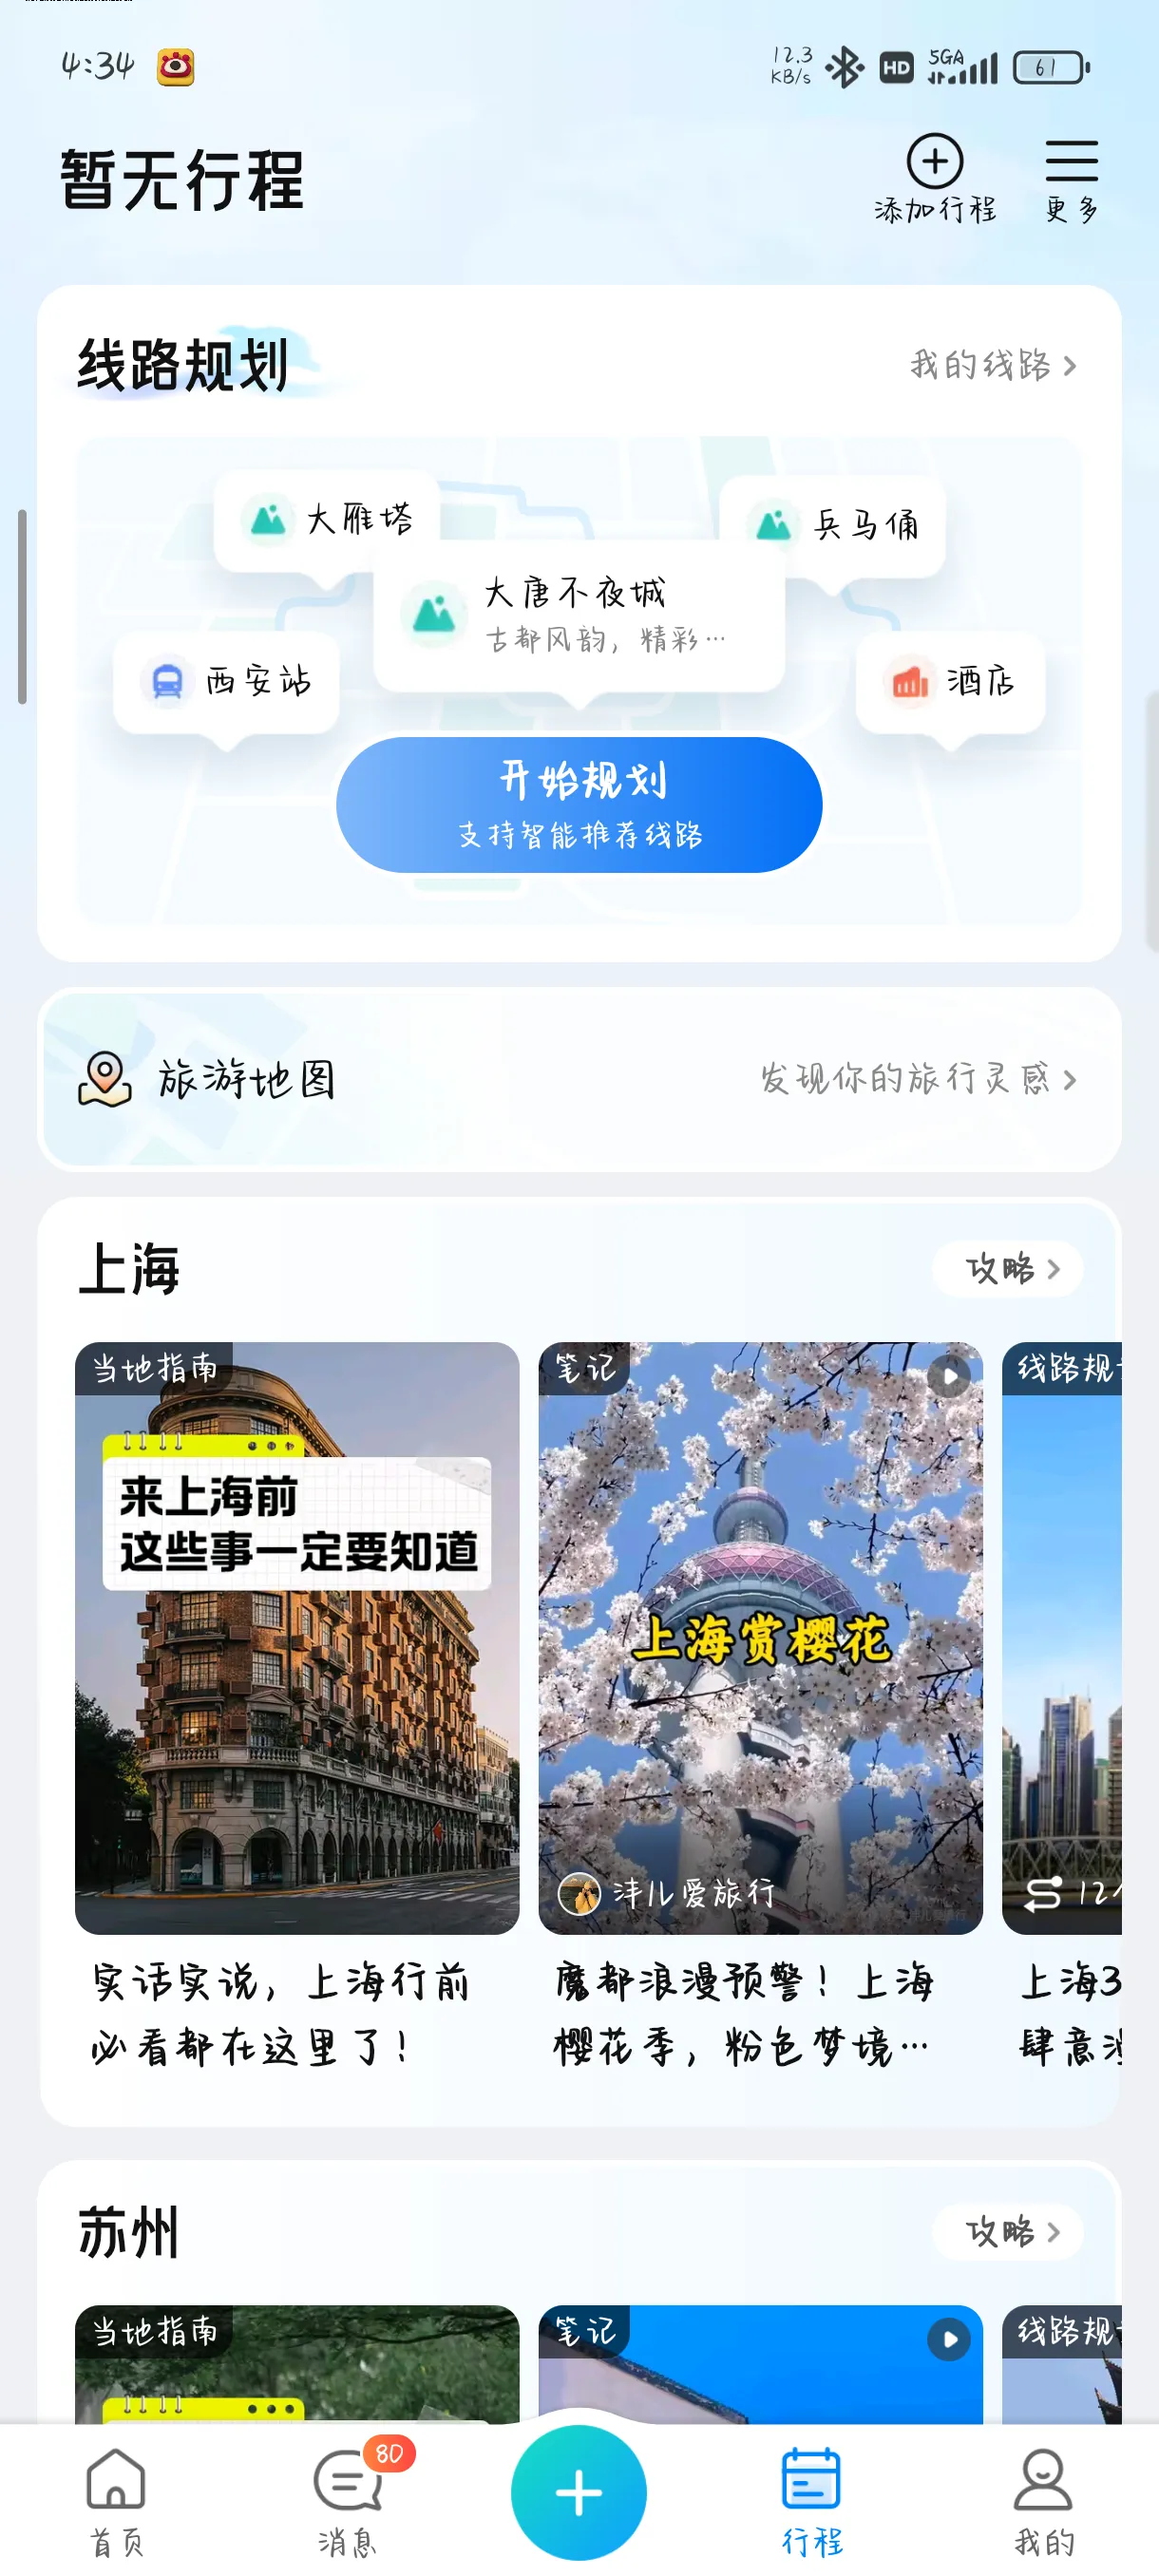 4:34
12.3
KB/s
HD
5GA
61
暂无行程
添加行程
更多
线路规划
我的线路
大雁塔
兵马俑
大唐不夜城
古都风韵，精彩…
西安站
酒店
开始规划
支持智能推荐线路
旅游地图
发现你的旅行灵感
上海
攻略
当地指南
来上海前
这些事一定要知道
实话实说，上海行前
必看都在这里了！
笔记
上海赏樱花
沣儿爱旅行
魔都浪漫预警！上海
樱花季，粉色梦境…
线路规
12
上海3
肆意
苏州
攻略
当地指南
笔记
线路规
首页
80
消息
行程
我的